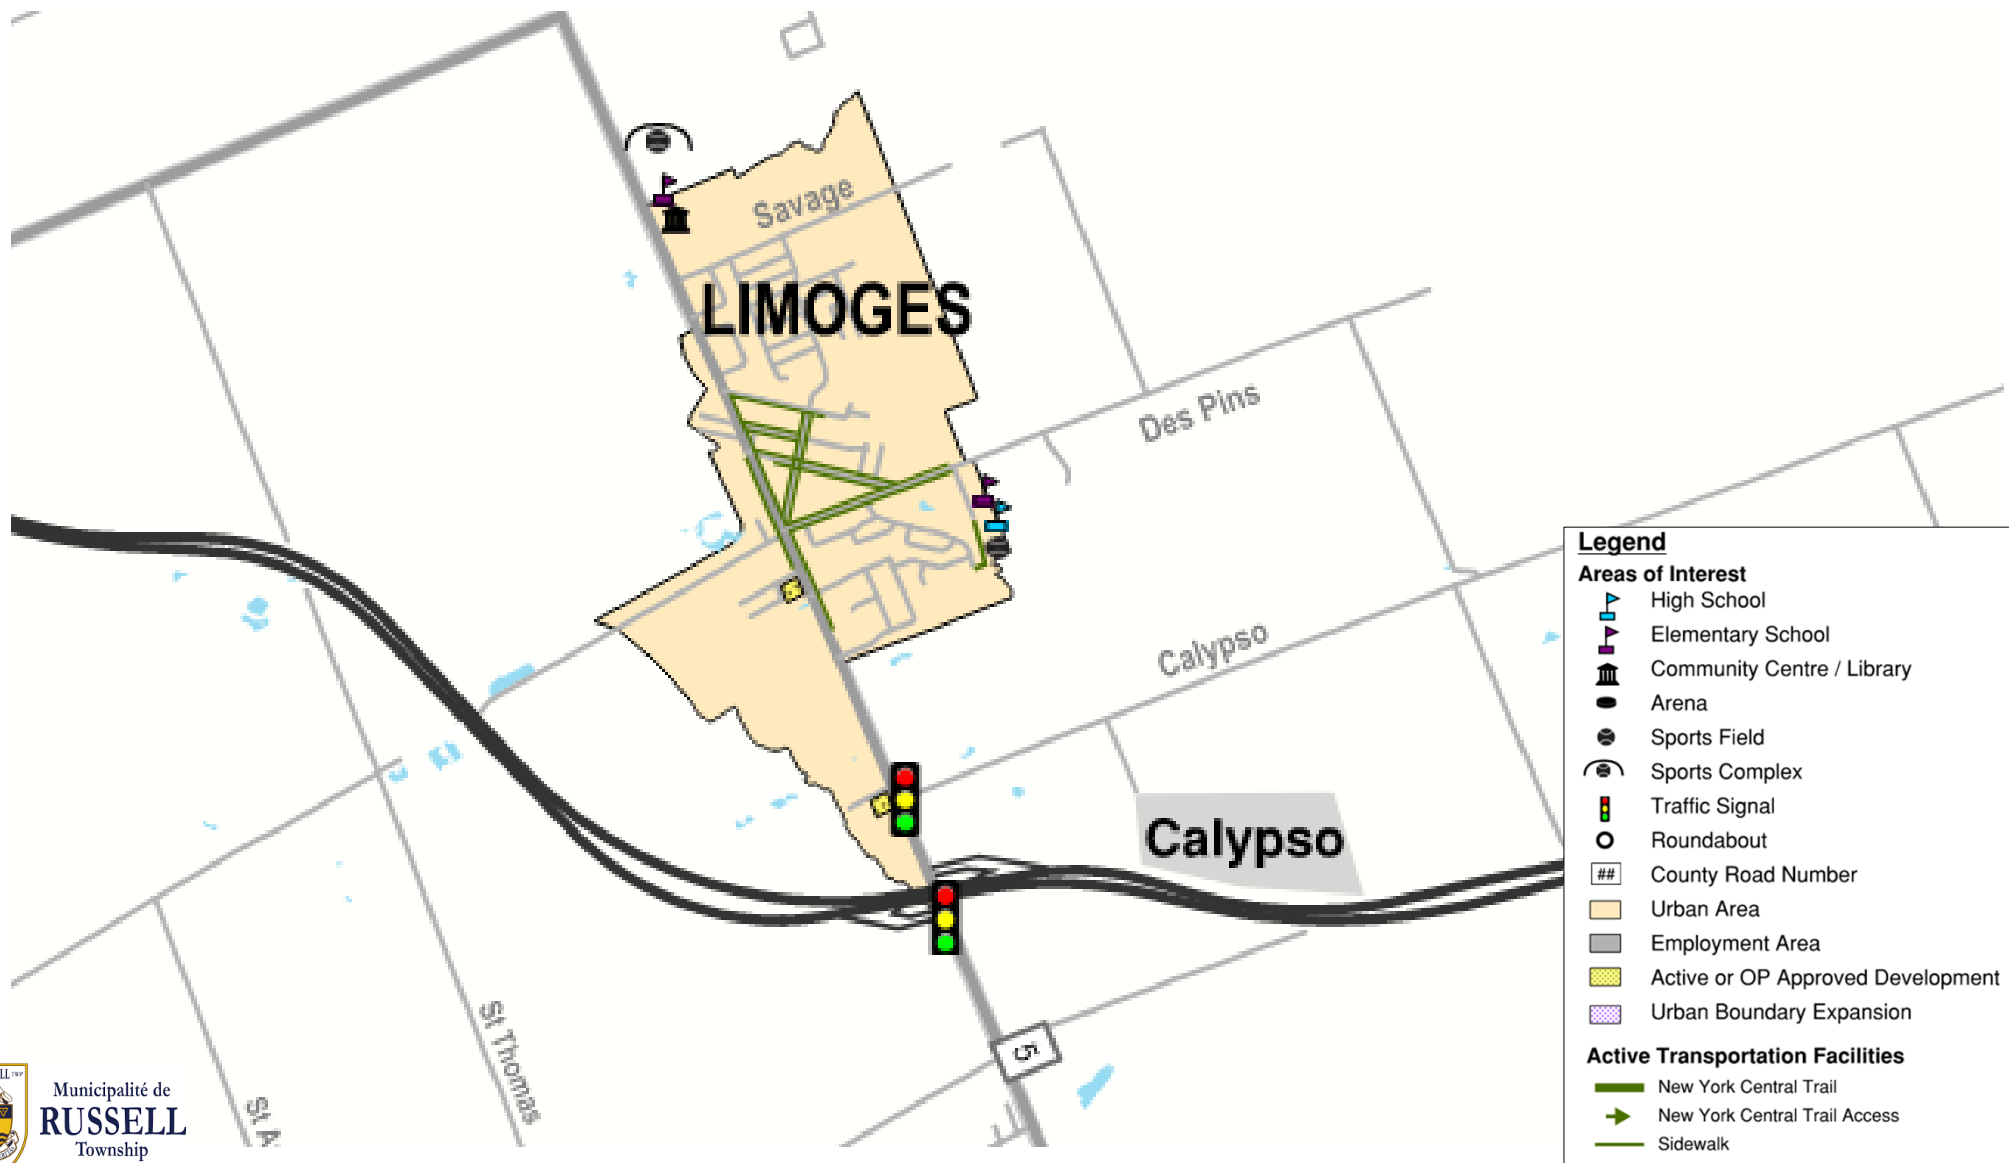 Savage
LIMOGES
Des Pins
Calypso
Calypso
5
St Thomas
St A
Municipalité de
RUSSELL
Township
Legend
Areas of Interest
High School
Elementary School
Community Centre / Library
Arena
Sports Field
Sports Complex
Traffic Signal
Roundabout
## County Road Number
Urban Area
Employment Area
Active or OP Approved Development
Urban Boundary Expansion
Active Transportation Facilities
New York Central Trail
New York Central Trail Access
Sidewalk